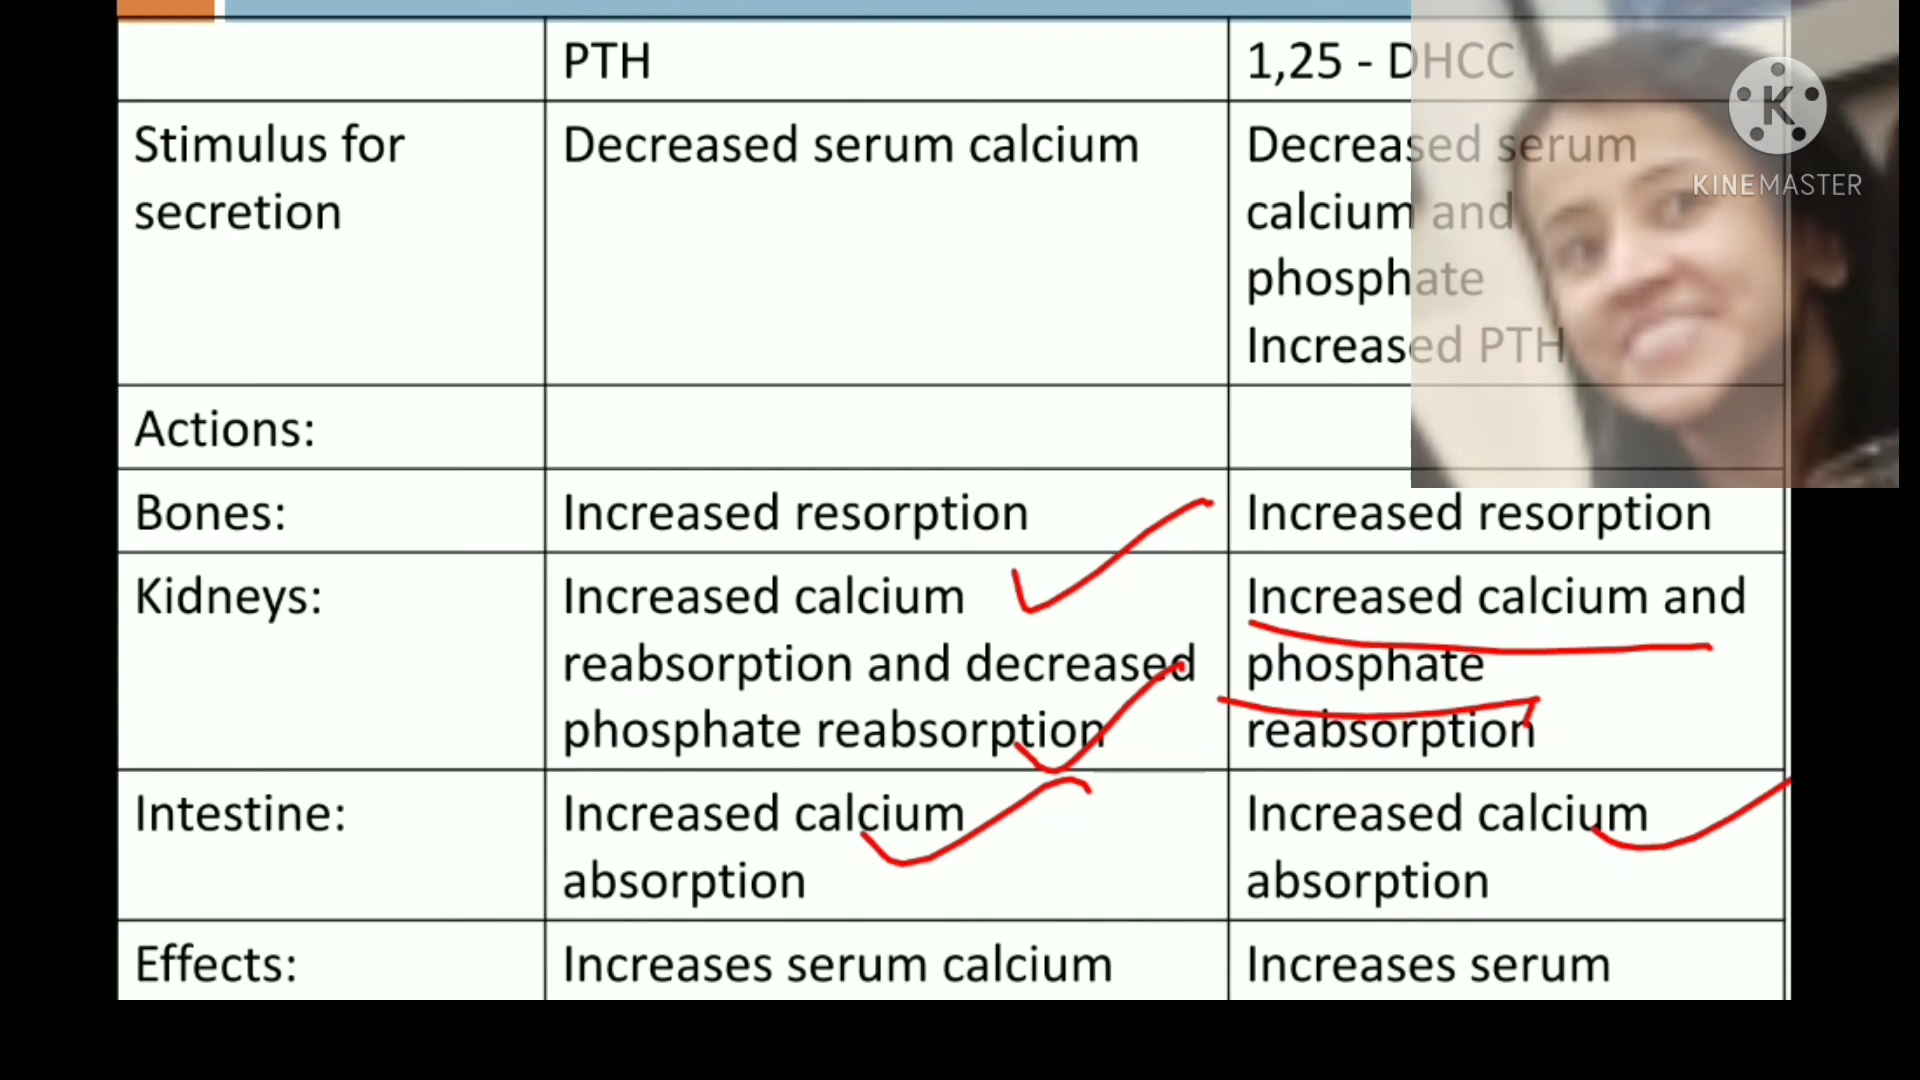 PTH
1,25 - DHCC
Stimulus for
secretion
Decreased serum calcium
Decreased serum
calcium and
phosphate
Increased PTH
Actions:
Bones:
Increased resorption
Increased resorption
Kidneys:
Increased calcium
reabsorption and decreased
phosphate reabsorption
Increased calcium and
phosphate
reabsorption
Intestine:
Increased calcium
absorption
Increased calcium
absorption
Effects:
Increases serum calcium
Increases serum
K
KINEMASTER